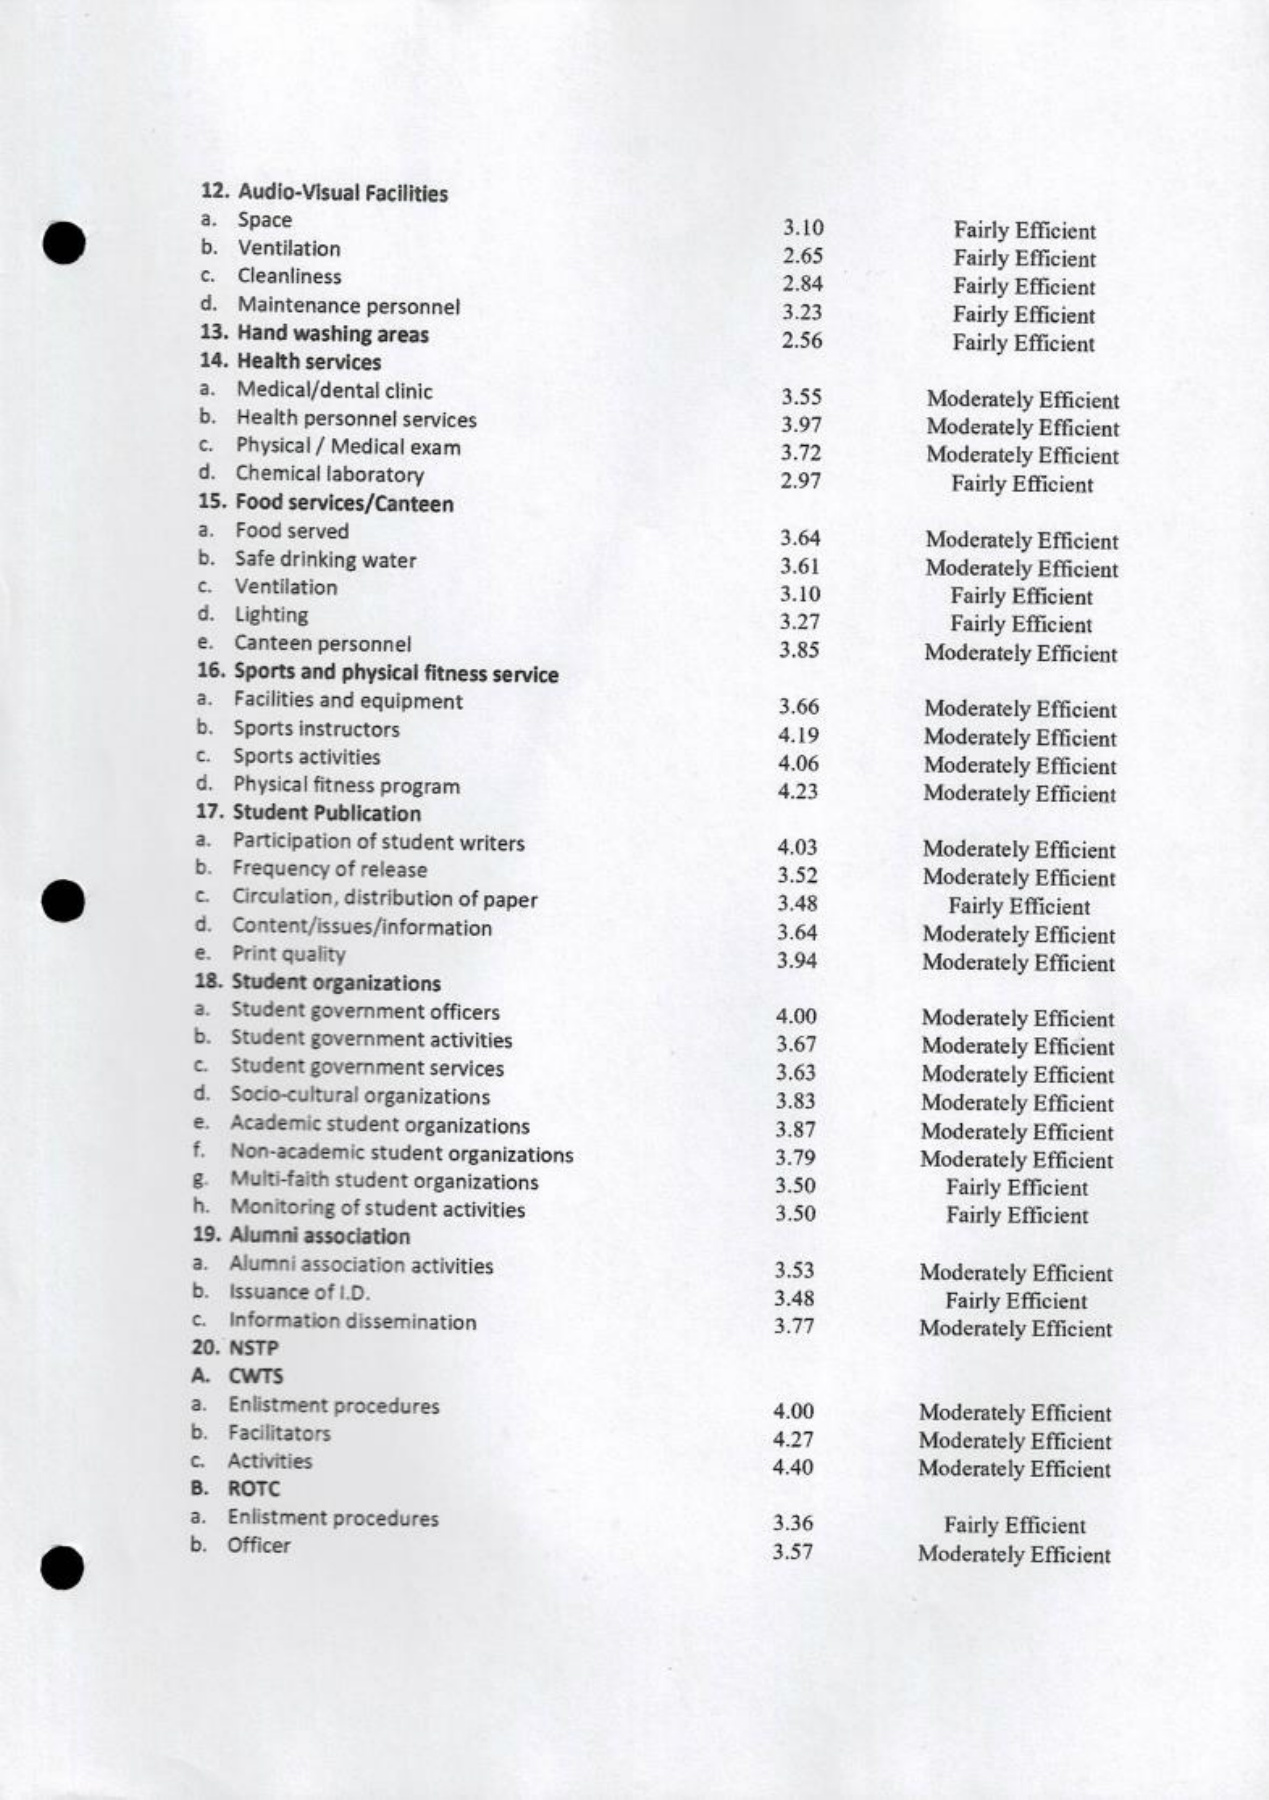 12. Audio-Visual Facilities
a. Space 3.10 Fairly Efficient
b. Ventilation 2.65 Fairly Efficient
c. Cleanliness 2.84 Fairly Efficient
d. Maintenance personnel 3.23 Fairly Efficient
13. Hand washing areas 2.56 Fairly Efficient
14. Health services
a. Medical/dental clinic 3.55 Moderately Efficient
b. Health personnel services 3.97 Moderately Efficient
c. Physical / Medical exam 3.72 Moderately Efficient
d. Chemical laboratory 2.97 Fairly Efficient
15. Food services/Canteen
a. Food served 3.64 Moderately Efficient
b. Safe drinking water 3.61 Moderately Efficient
c. Ventilation 3.10 Fairly Efficient
d. Lighting 3.27 Fairly Efficient
e. Canteen personnel 3.85 Moderately Efficient
16. Sports and physical fitness service
a. Facilities and equipment 3.66 Moderately Efficient
b. Sports instructors 4.19 Moderately Efficient
c. Sports activities 4.06 Moderately Efficient
d. Physical fitness program 4.23 Moderately Efficient
17. Student Publication
a. Participation of student writers 4.03 Moderately Efficient
b. Frequency of release 3.52 Moderately Efficient
c. Circulation, distribution of paper 3.48 Fairly Efficient
d. Content/issues/information 3.64 Moderately Efficient
e. Print quality 3.94 Moderately Efficient
18. Student organizations
a. Student government officers 4.00 Moderately Efficient
b. Student government activities 3.67 Moderately Efficient
c. Student government services 3.63 Moderately Efficient
d. Socio-cultural organizations 3.83 Moderately Efficient
e. Academic student organizations 3.87 Moderately Efficient
f. Non-academic student organizations 3.79 Moderately Efficient
g. Multi-faith student organizations 3.50 Fairly Efficient
h. Monitoring of student activities 3.50 Fairly Efficient
19. Alumni association
a. Alumni association activities 3.53 Moderately Efficient
b. Issuance of I.D. 3.48 Fairly Efficient
c. Information dissemination 3.77 Moderately Efficient
20. NSTP
A. CWTS
a. Enlistment procedures 4.00 Moderately Efficient
b. Facilitators 4.27 Moderately Efficient
c. Activities 4.40 Moderately Efficient
B. ROTC
a. Enlistment procedures 3.36 Fairly Efficient
b. Officer 3.57 Moderately Efficient